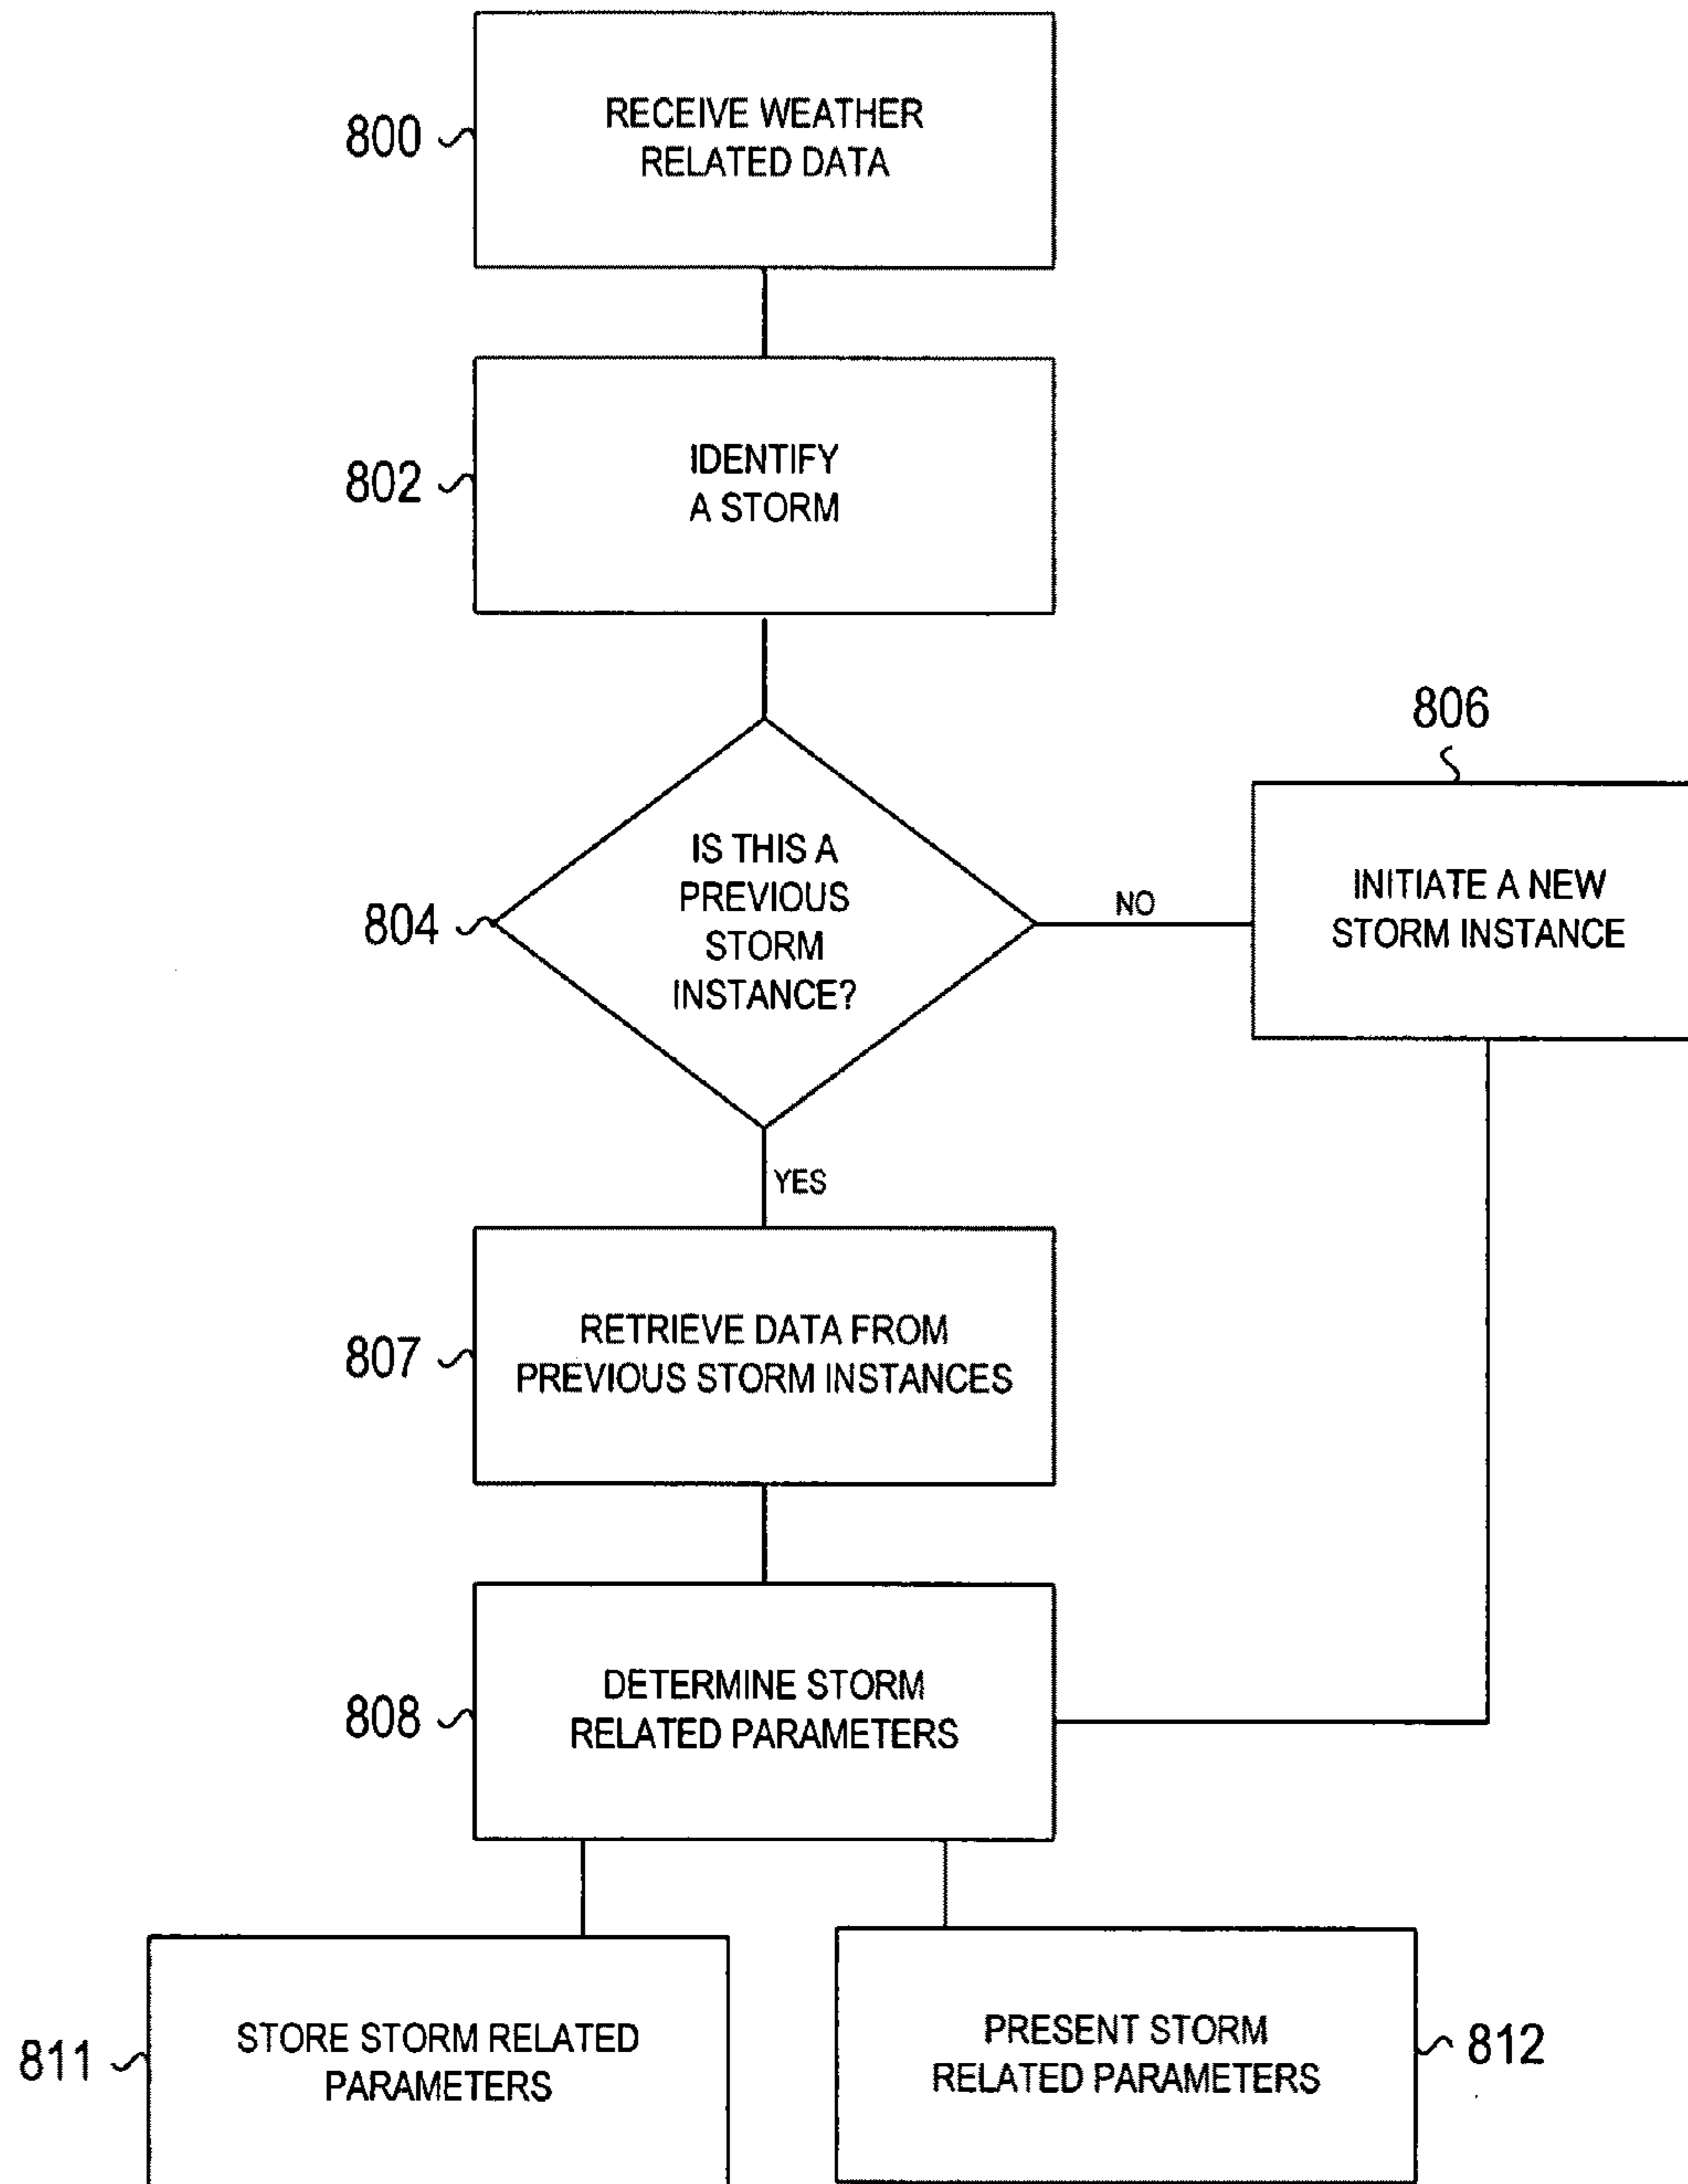 800
RECEIVE WEATHER
RELATED DATA
802
IDENTIFY
A STORM
804
IS THIS A
PREVIOUS
STORM
INSTANCE?
NO
806
INITIATE A NEW
STORM INSTANCE
YES
807
RETRIEVE DATA FROM
PREVIOUS STORM INSTANCES
808
DETERMINE STORM
RELATED PARAMETERS
811
STORE STORM RELATED
PARAMETERS
PRESENT STORM
RELATED PARAMETERS
812